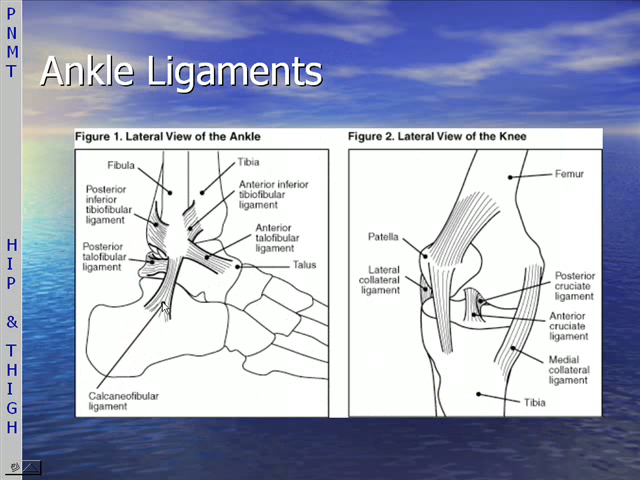 P
N
M
T
H
I
P
&
T
H
I
G
H
Ankle Ligaments
Figure 1. Lateral View of the Ankle
Fibula
Tibia
Posterior
inferior
tibiofibular
ligament
Anterior inferior
tibiofibular
ligament
Anterior
talofibular
ligament
Posterior
talofibular
ligament
Talus
Calcaneofibular
ligament
Figure 2. Lateral View of the Knee
Femur
Patella
Lateral
collateral
ligament
Posterior
cruciate
ligament
Anterior
cruciate
ligament
Medial
collateral
ligament
Tibia